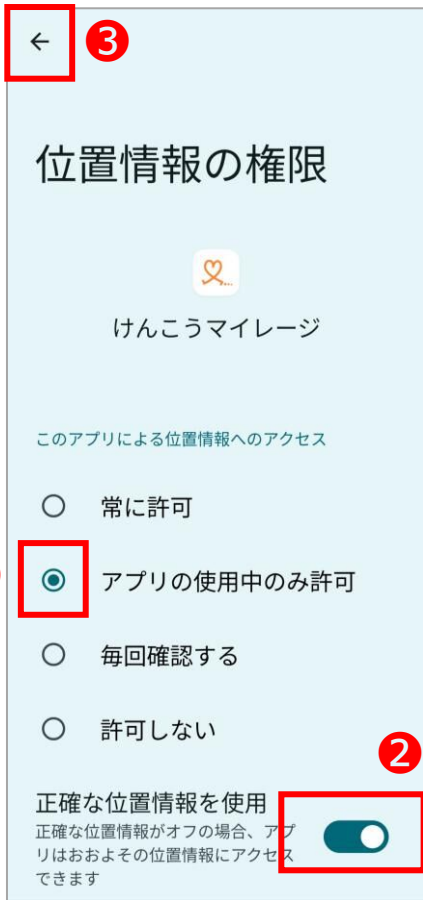 ← ❸
位置情報の権限
けんこうマイレージ
このアプリによる位置情報へのアクセス
常に許可
アプリの使用中のみ許可
毎回確認する
許可しない
❷
正確な位置情報を使用
正確な位置情報がオフの場合、アプ
リはおおよその位置情報にアクセス
できます